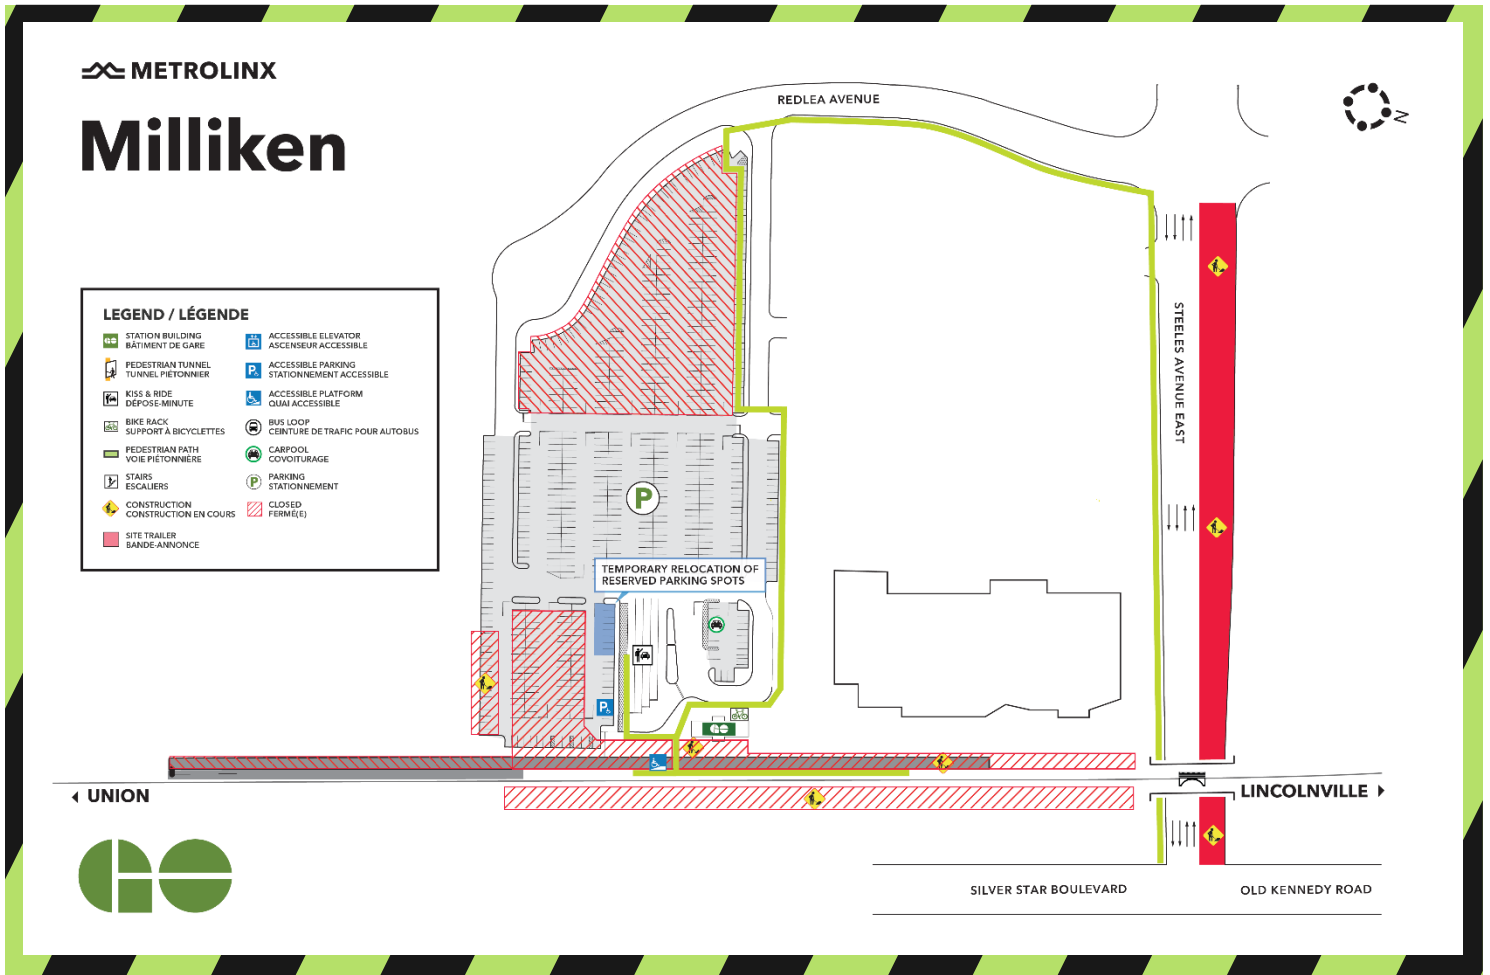 METROLINX
Milliken
REDLEA AVENUE
N
LEGEND / LÉGENDE
STATION BUILDING
BÂTIMENT DE GARE
PEDESTRIAN TUNNEL
TUNNEL PIÉTONNIER
KISS & RIDE
DÉPOSE-MINUTE
BIKE RACK
SUPPORT À BICYCLETTES
PEDESTRIAN PATH
VOIE PIÉTONNIÈRE
STAIRS
ESCALIERS
CONSTRUCTION
CONSTRUCTION EN COURS
SITE TRAILER
BANDE-ANNONCE
ACCESSIBLE ELEVATOR
ASCENSEUR ACCESSIBLE
P
ACCESSIBLE PARKING
STATIONNEMENT ACCESSIBLE
ACCESSIBLE PLATFORM
QUAI ACCESSIBLE
BUS LOOP
CEINTURE DE TRAFIC POUR AUTOBUS
CARPOOL
COVOITURAGE
P
PARKING
STATIONNEMENT
CLOSED
FERMÉ(E)
STEELES AVENUE EAST
P
TEMPORARY RELOCATION OF
RESERVED PARKING SPOTS
P
GO
UNION
LINCOLNVILLE
GO
SILVER STAR BOULEVARD
OLD KENNEDY ROAD